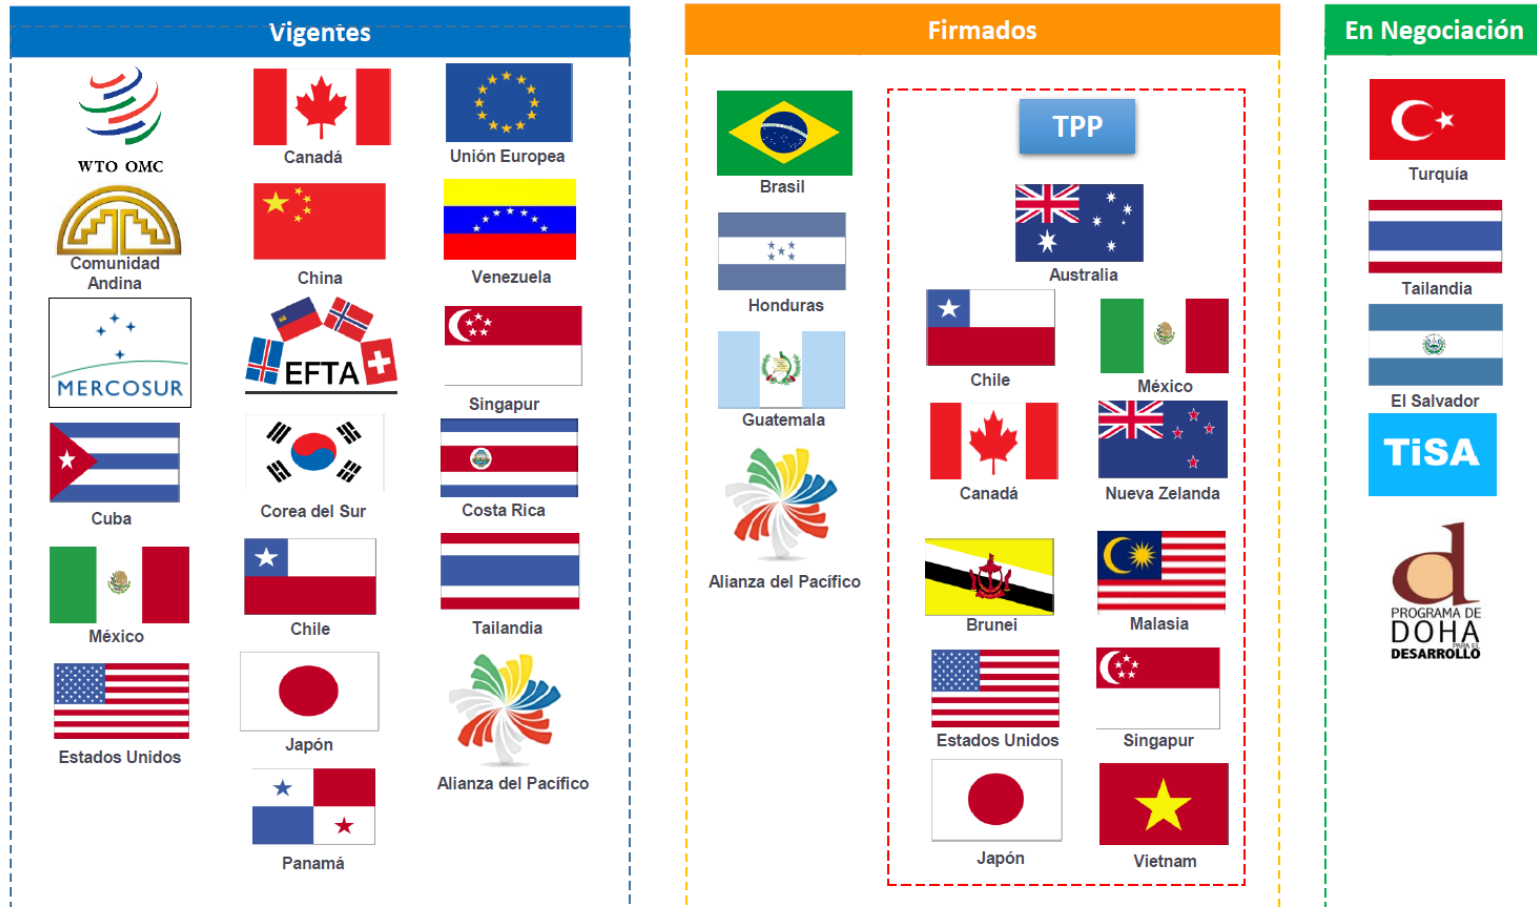 Vigentes
WTO OMC
Canadá
Unión Europea
Comunidad
Andina
China
Venezuela
MERCOSUR
EFTA
Singapur
Cuba
Corea del Sur
Costa Rica
México
Chile
Tailandia
Estados Unidos
Japón
Alianza del Pacífico
Panamá
Firmados
Brasil
Honduras
Guatemala
Alianza del Pacífico
TPP
Australia
Chile
México
Canadá
Nueva Zelanda
Brunei
Malasia
Estados Unidos
Singapur
Japón
Vietnam
En Negociación
Turquía
Tailandia
El Salvador
TiSA
PROGRAMA DE
DOHA
PARA EL
DESARROLLO